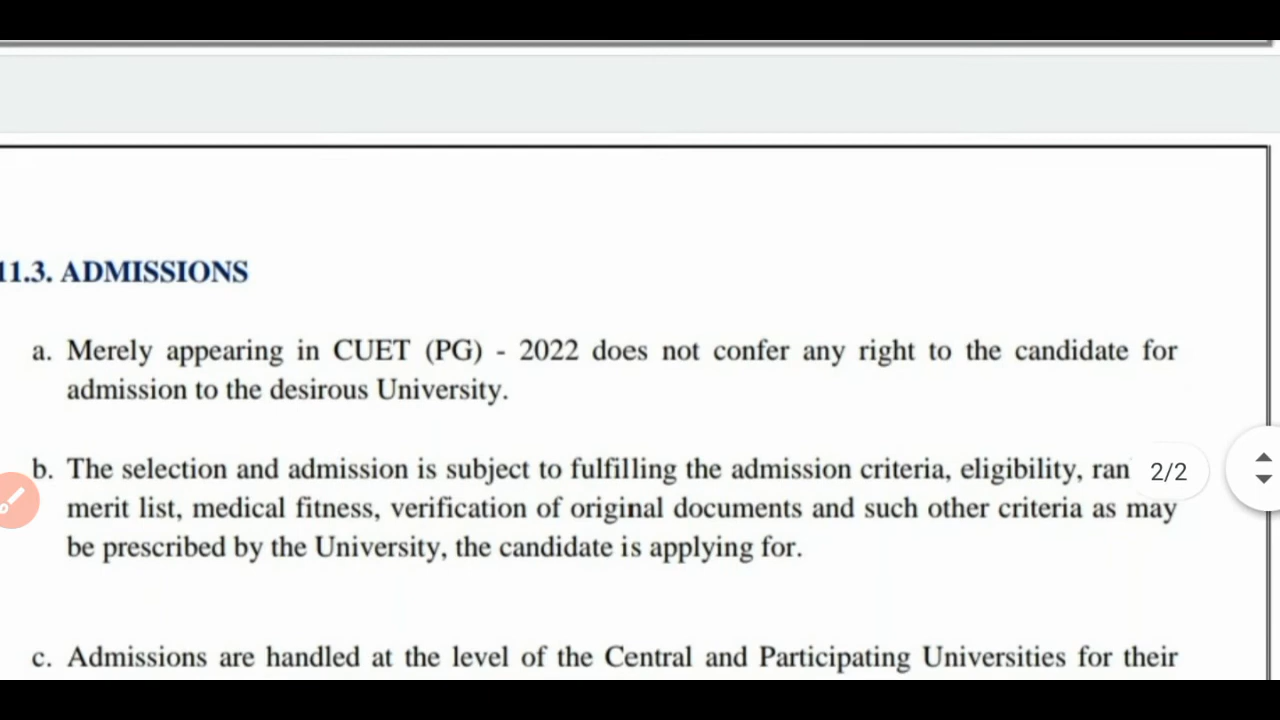 11.3. ADMISSIONS
a. Merely appearing in CUET (PG) - 2022 does not confer any right to the candidate for
admission to the desirous University.
b. The selection and admission is subject to fulfilling the admission criteria, eligibility, ran
2/2
merit list, medical fitness, verification of original documents and such other criteria as may
be prescribed by the University, the candidate is applying for.
c. Admissions are handled at the level of the Central and Participating Universities for their